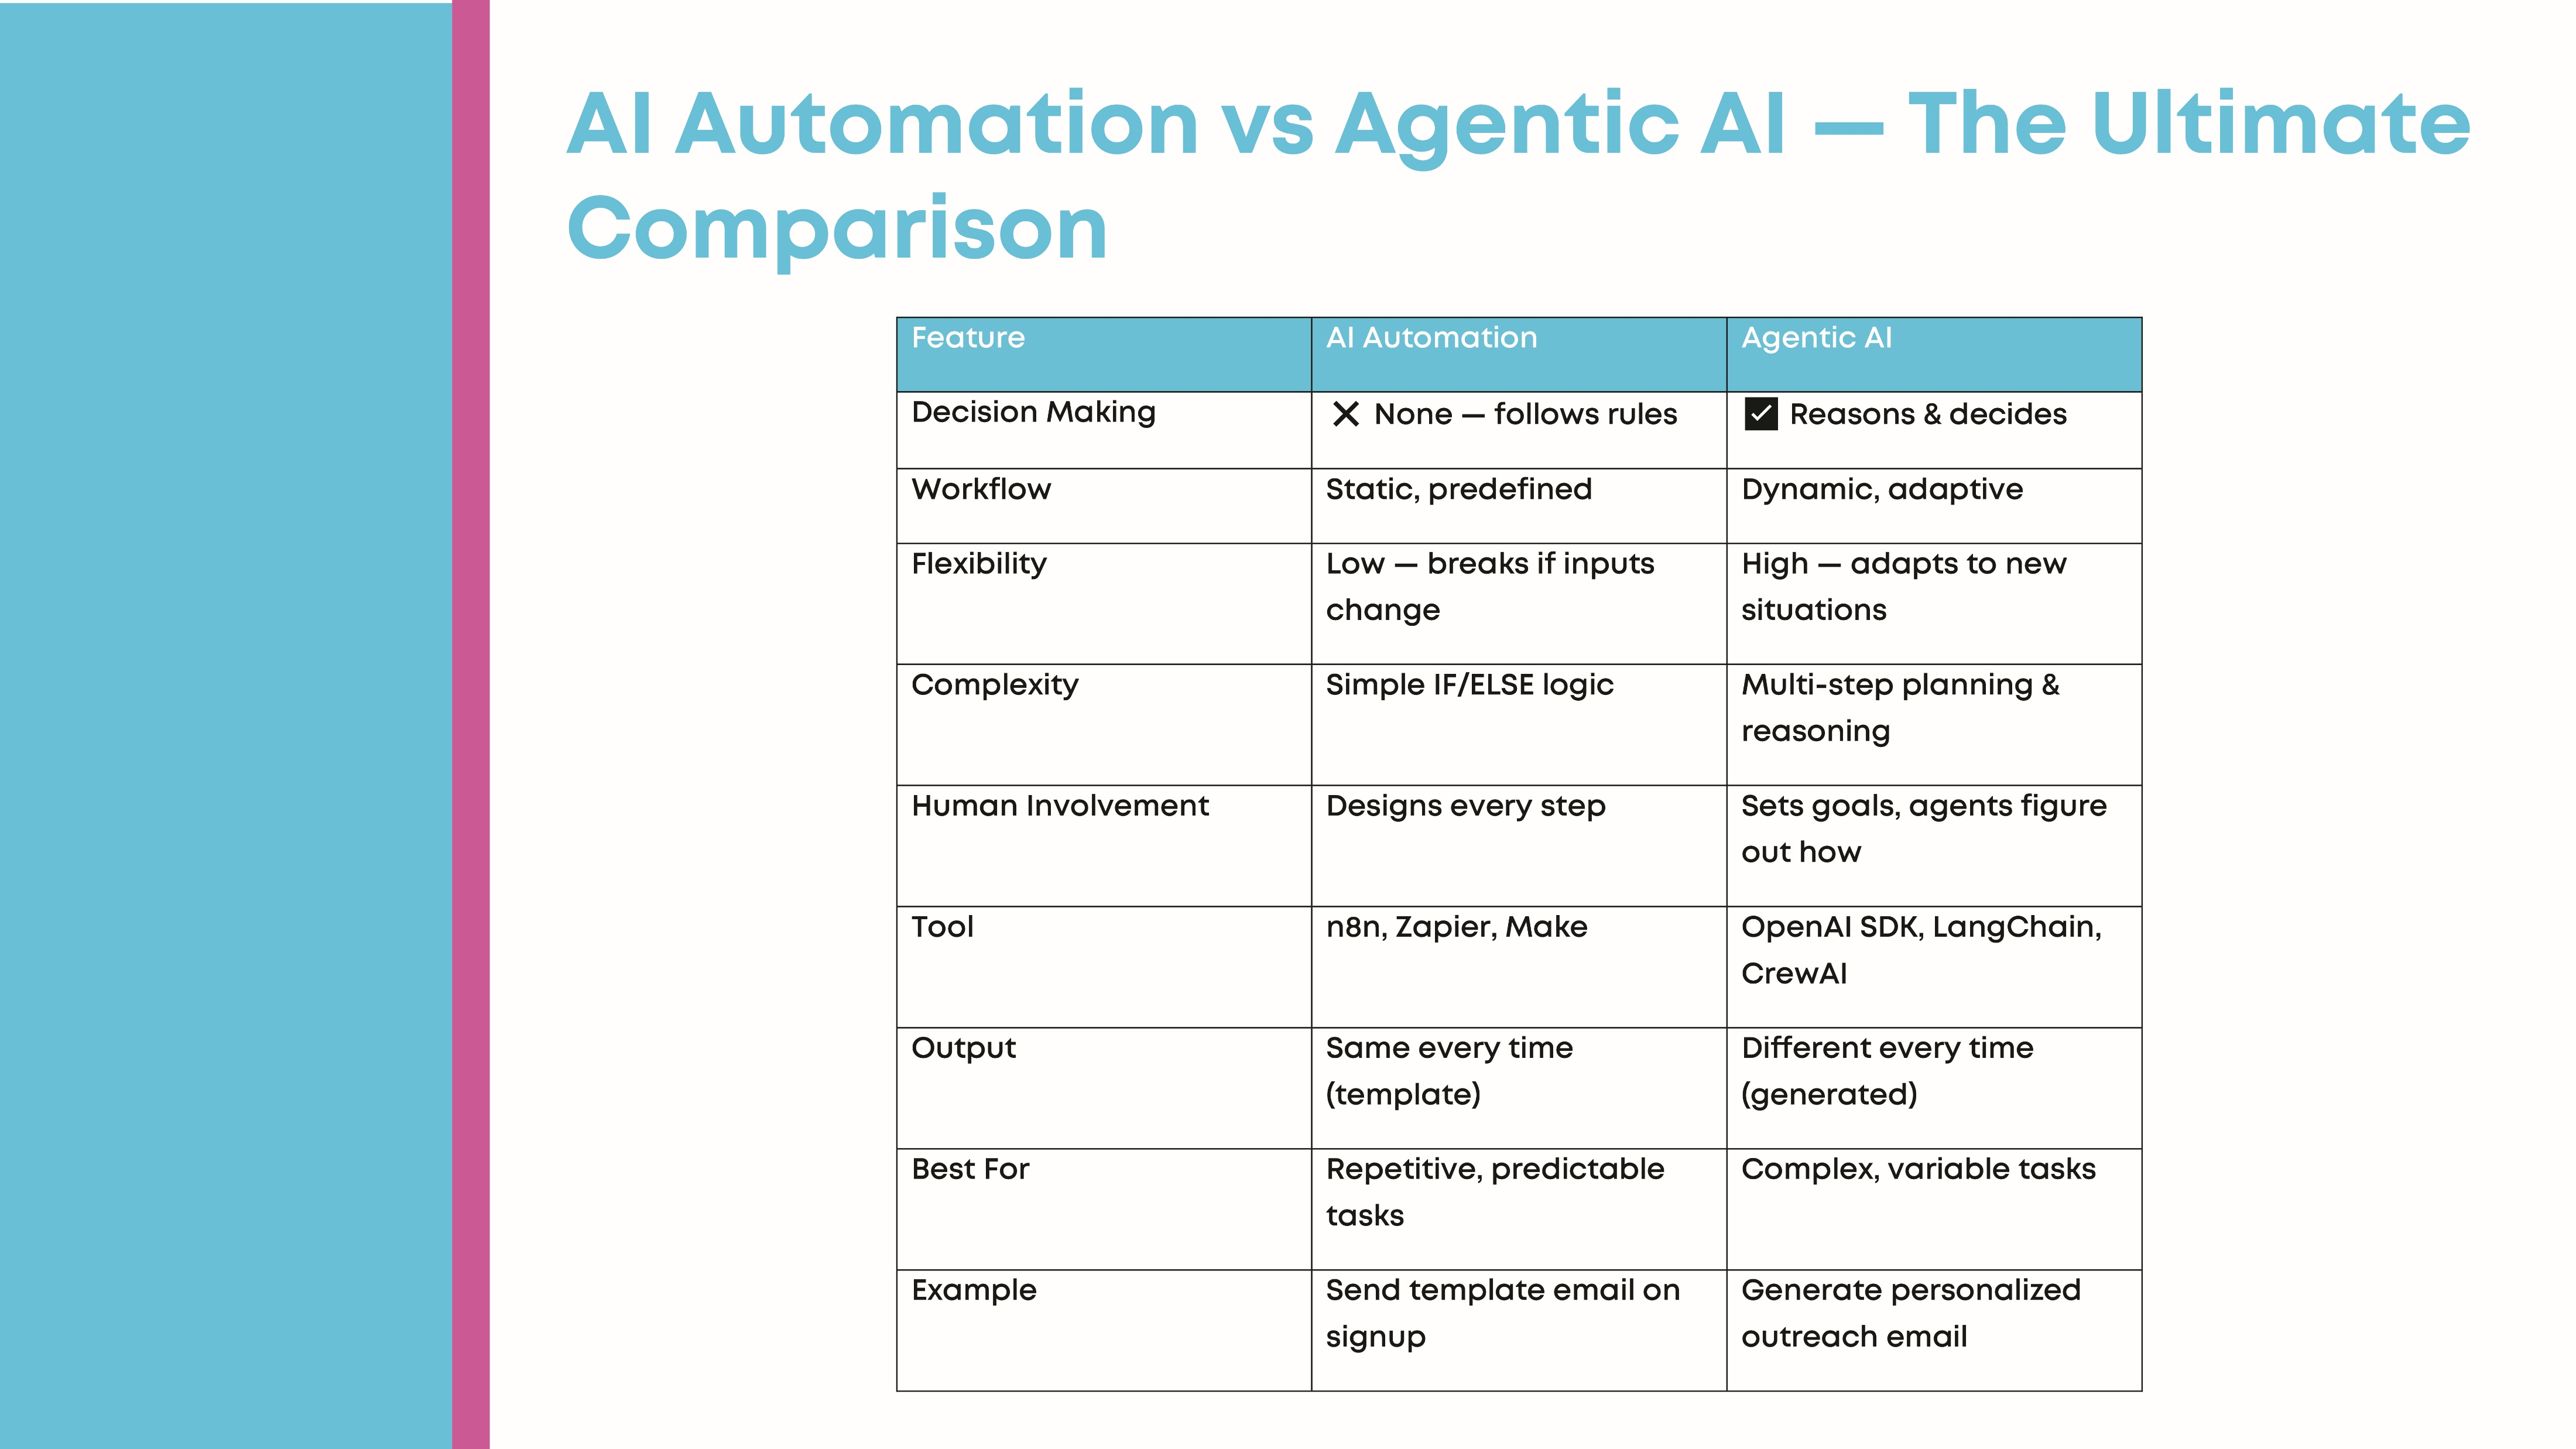 AI Automation vs Agentic AI — The Ultimate
Comparison
Feature
AI Automation
Agentic AI
Decision Making
❌ None — follows rules
✅ Reasons & decides
Workflow
Static, predefined
Dynamic, adaptive
Flexibility
Low — breaks if inputs
change
High — adapts to new
situations
Complexity
Simple IF/ELSE logic
Multi-step planning &
reasoning
Human Involvement
Designs every step
Sets goals, agents figure
out how
Tool
n8n, Zapier, Make
OpenAI SDK, LangChain,
CrewAI
Output
Same every time
(template)
Different every time
(generated)
Best For
Repetitive, predictable
tasks
Complex, variable tasks
Example
Send template email on
signup
Generate personalized
outreach email